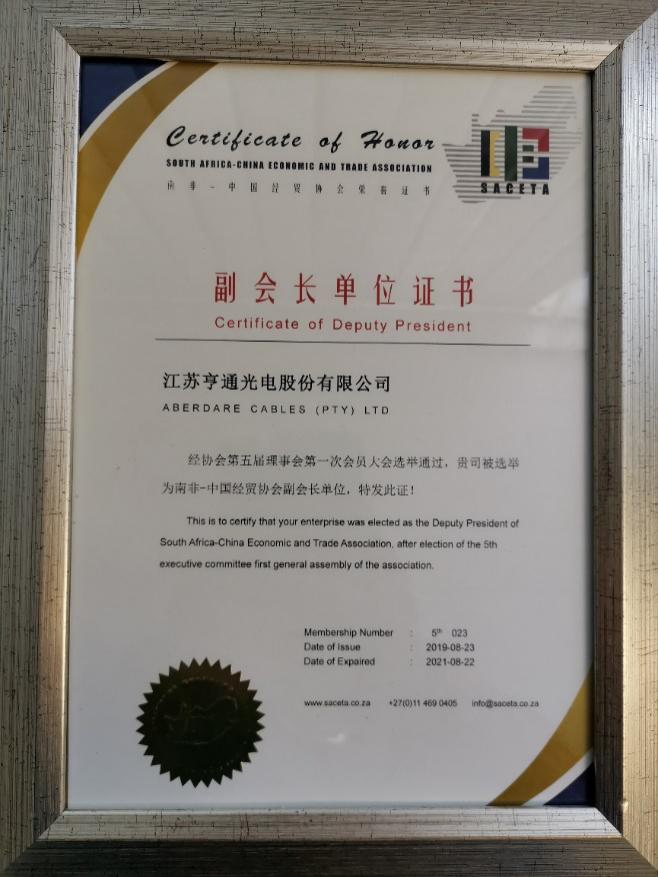 Certificate of Honor
SOUTH AFRICA-CHINA ECONOMIC AND TRADE ASSOCIATION
南非-中国经贸协会荣誉证书
SACETA
副会长单位证书
Certificate of Deputy President
江苏亨通光电股份有限公司
ABERDARE CABLES (PTY) LTD
经协会第五届理事会第一次会员大会选举通过，贵司被选举
为南非-中国经贸协会副会长单位，特发此证！
This is to certify that your enterprise was elected as the Deputy President of
South Africa-China Economic and Trade Association, after election of the 5th
executive committee first general assembly of the association.
Membership Number : 5th 023
Date of Issue : 2019-08-23
Date of Expired : 2021-08-22
www.saceta.co.za +27(0)11 469 0405 info@saceta.co.za